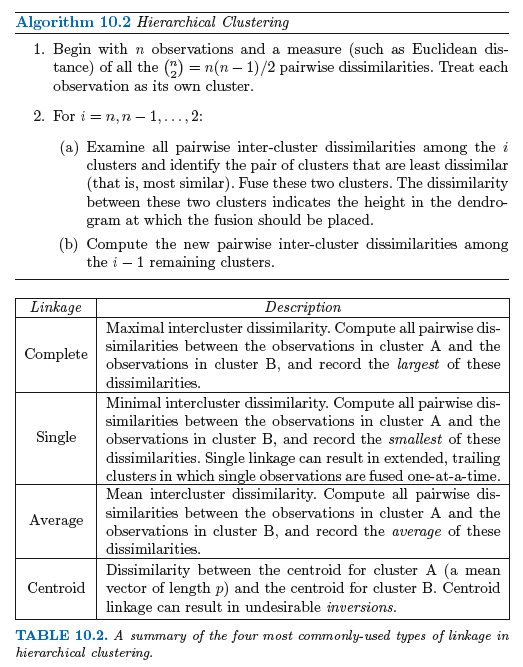 Algorithm 10.2 Hierarchical Clustering
1. Begin with n observations and a measure (such as Euclidean dis-
tance) of all the (n 2) = n(n − 1)/2 pairwise dissimilarities. Treat each
observation as its own cluster.
2. For i = n, n − 1, . . . , 2:
(a) Examine all pairwise inter-cluster dissimilarities among the i
clusters and identify the pair of clusters that are least dissimilar
(that is, most similar). Fuse these two clusters. The dissimilarity
between these two clusters indicates the height in the dendro-
gram at which the fusion should be placed.
(b) Compute the new pairwise inter-cluster dissimilarities among
the i − 1 remaining clusters.
Linkage Description
Complete
Maximal intercluster dissimilarity. Compute all pairwise dis-
similarities between the observations in cluster A and the
observations in cluster B, and record the largest of these
dissimilarities.
Single
Minimal intercluster dissimilarity. Compute all pairwise dis-
similarities between the observations in cluster A and the
observations in cluster B, and record the smallest of these
dissimilarities. Single linkage can result in extended, trailing
clusters in which single observations are fused one-at-a-time.
Average
Mean intercluster dissimilarity. Compute all pairwise dis-
similarities between the observations in cluster A and the
observations in cluster B, and record the average of these
dissimilarities.
Centroid
Dissimilarity between the centroid for cluster A (a mean
vector of length p) and the centroid for cluster B. Centroid
linkage can result in undesirable inversions.
TABLE 10.2. A summary of the four most commonly-used types of linkage in
hierarchical clustering.